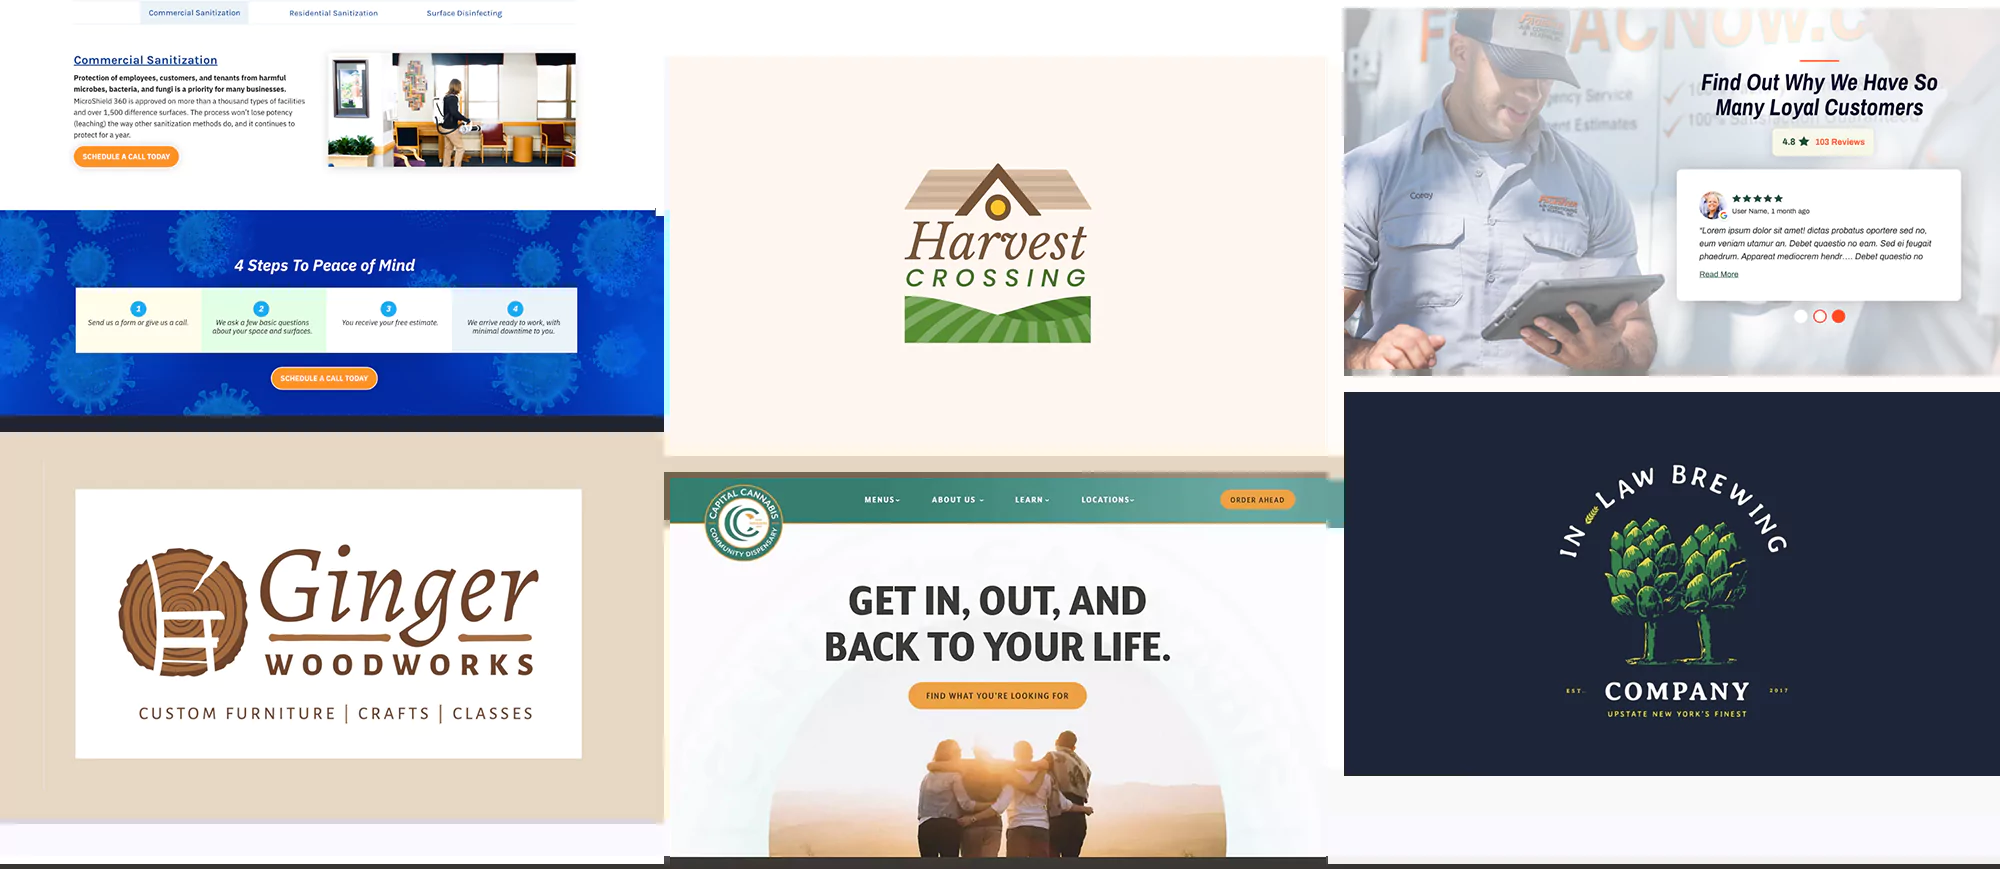 Commercial Sanitization
Residential Sanitization
Surface Disinfecting
Commercial Sanitization
Protection of employees, customers, and tenants from harmful
microbes, bacteria, and fungi is a priority for many businesses.
MicroShield 360 is approved on more than a thousand types of facilities
and over 1,500 difference surfaces. The process won't lose potency
(leaching) the way other sanitization methods do, and it continues to
protect for a year.
SCHEDULE A CALL TODAY
4 Steps To Peace of Mind
1
Send us a form or give us a call.
2
We ask a few basic questions
about your space and surfaces.
3
You receive your free estimate.
4
We arrive ready to work, with
minimal downtime to you.
SCHEDULE A CALL TODAY
Ginger
WOODWORKS
CUSTOM FURNITURE | CRAFTS | CLASSES
Harvest
CROSSING
CAPITAL CANNABIS
COMMUNITY DISPENSARY
MENUS
ABOUT US
LEARN
LOCATIONS
ORDER AHEAD
GET IN, OUT, AND
BACK TO YOUR LIFE.
FIND WHAT YOU'RE LOOKING FOR
ACNOW.C
Service
Estimates
Corey
Find Out Why We Have So
Many Loyal Customers
4.8 ★ 103 Reviews
★★★★★
User Name, 1 month ago
"Lorem ipsum dolor sit amet! dictas probatus oportere sed no,
eum veniam utamur an. Debet quaestio no eam. Sed ei feugait
phaedrum. Appareat mediocrem hendr.... Debet quaestio no
Read More
IN-LAW BREWING
EST.
COMPANY
2017
UPSTATE NEW YORK'S FINEST